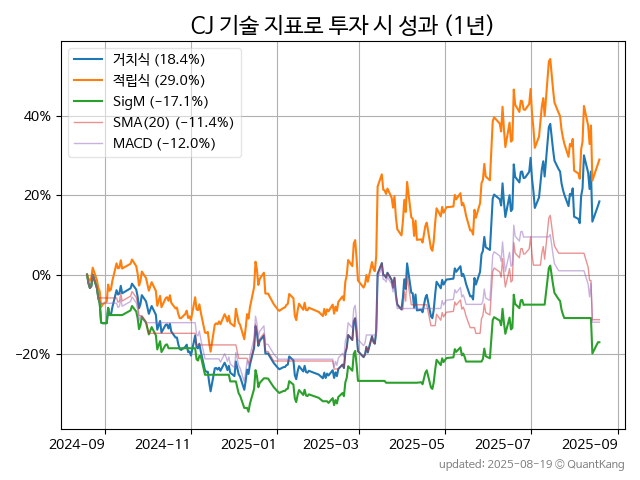 CJ 기술 지표로 투자 시 성과 (1년)
거치식 (18.4%)
적립식 (29.0%)
SigM (−17.1%)
SMA(20) (−11.4%)
MACD (−12.0%)
40%
20%
0%
−20%
2024-09 2024-11 2025-01 2025-03 2025-05 2025-07 2025-09
updated: 2025-08-19 © QuantKang